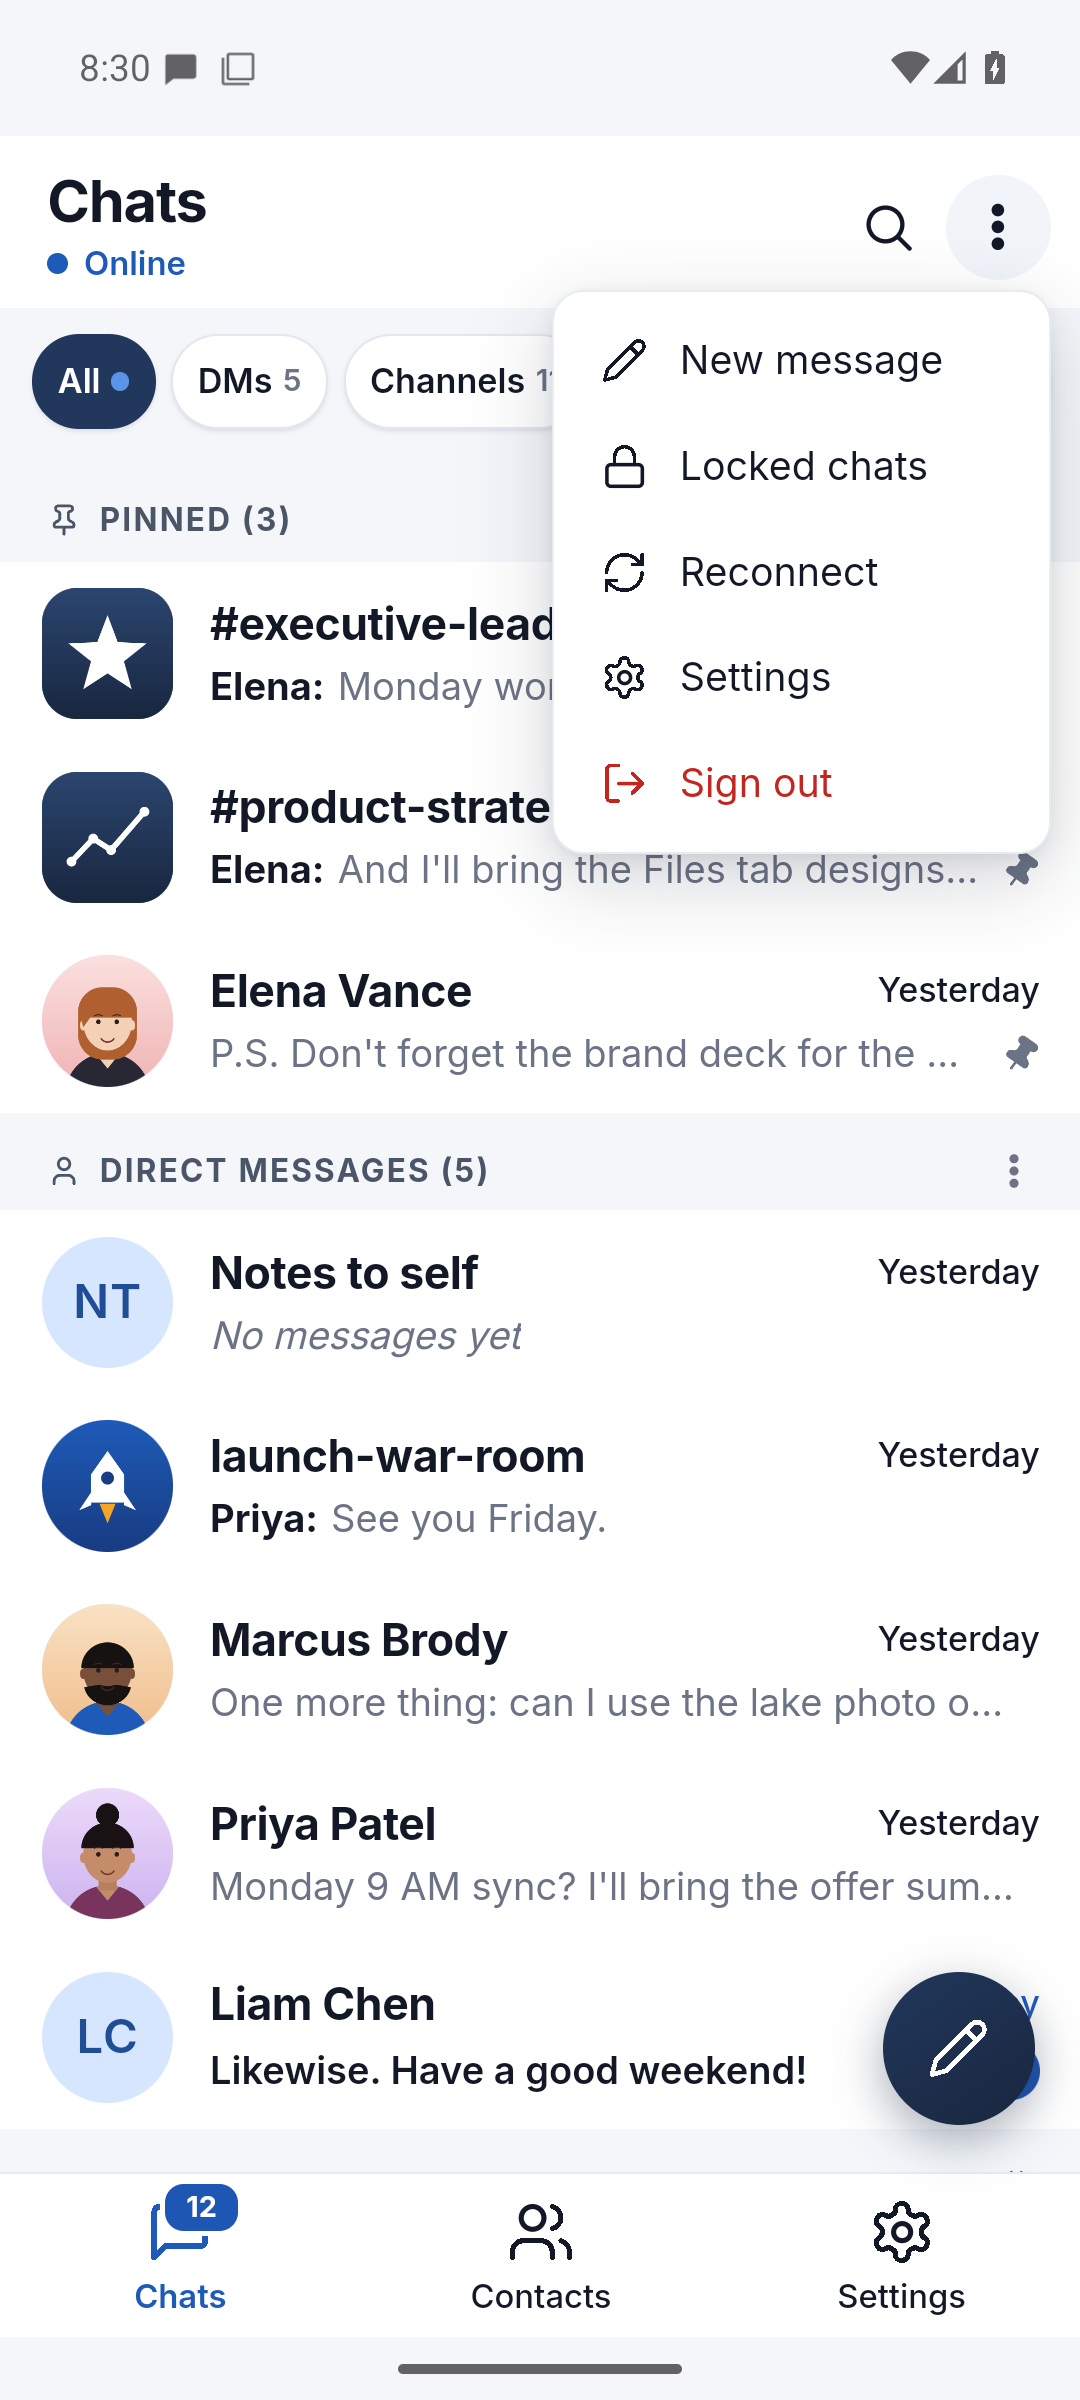 8:30
Chats
Online
All
DMs 5
Channels
New message
Locked chats
Reconnect
Settings
Sign out
PINNED (3)
#executive-lead
Elena: Monday
#product-strate
Elena: And I'll bring the Files tab designs...
Elena Vance
Yesterday
P.S. Don't forget the brand deck for the ...
DIRECT MESSAGES (5)
NT
Notes to self
Yesterday
No messages yet
launch-war-room
Yesterday
Priya: See you Friday.
Marcus Brody
Yesterday
One more thing: can I use the lake photo o...
Priya Patel
Yesterday
Monday 9 AM sync? I'll bring the offer sum...
LC
Liam Chen
Likewise. Have a good weekend!
12
Chats
Contacts
Settings